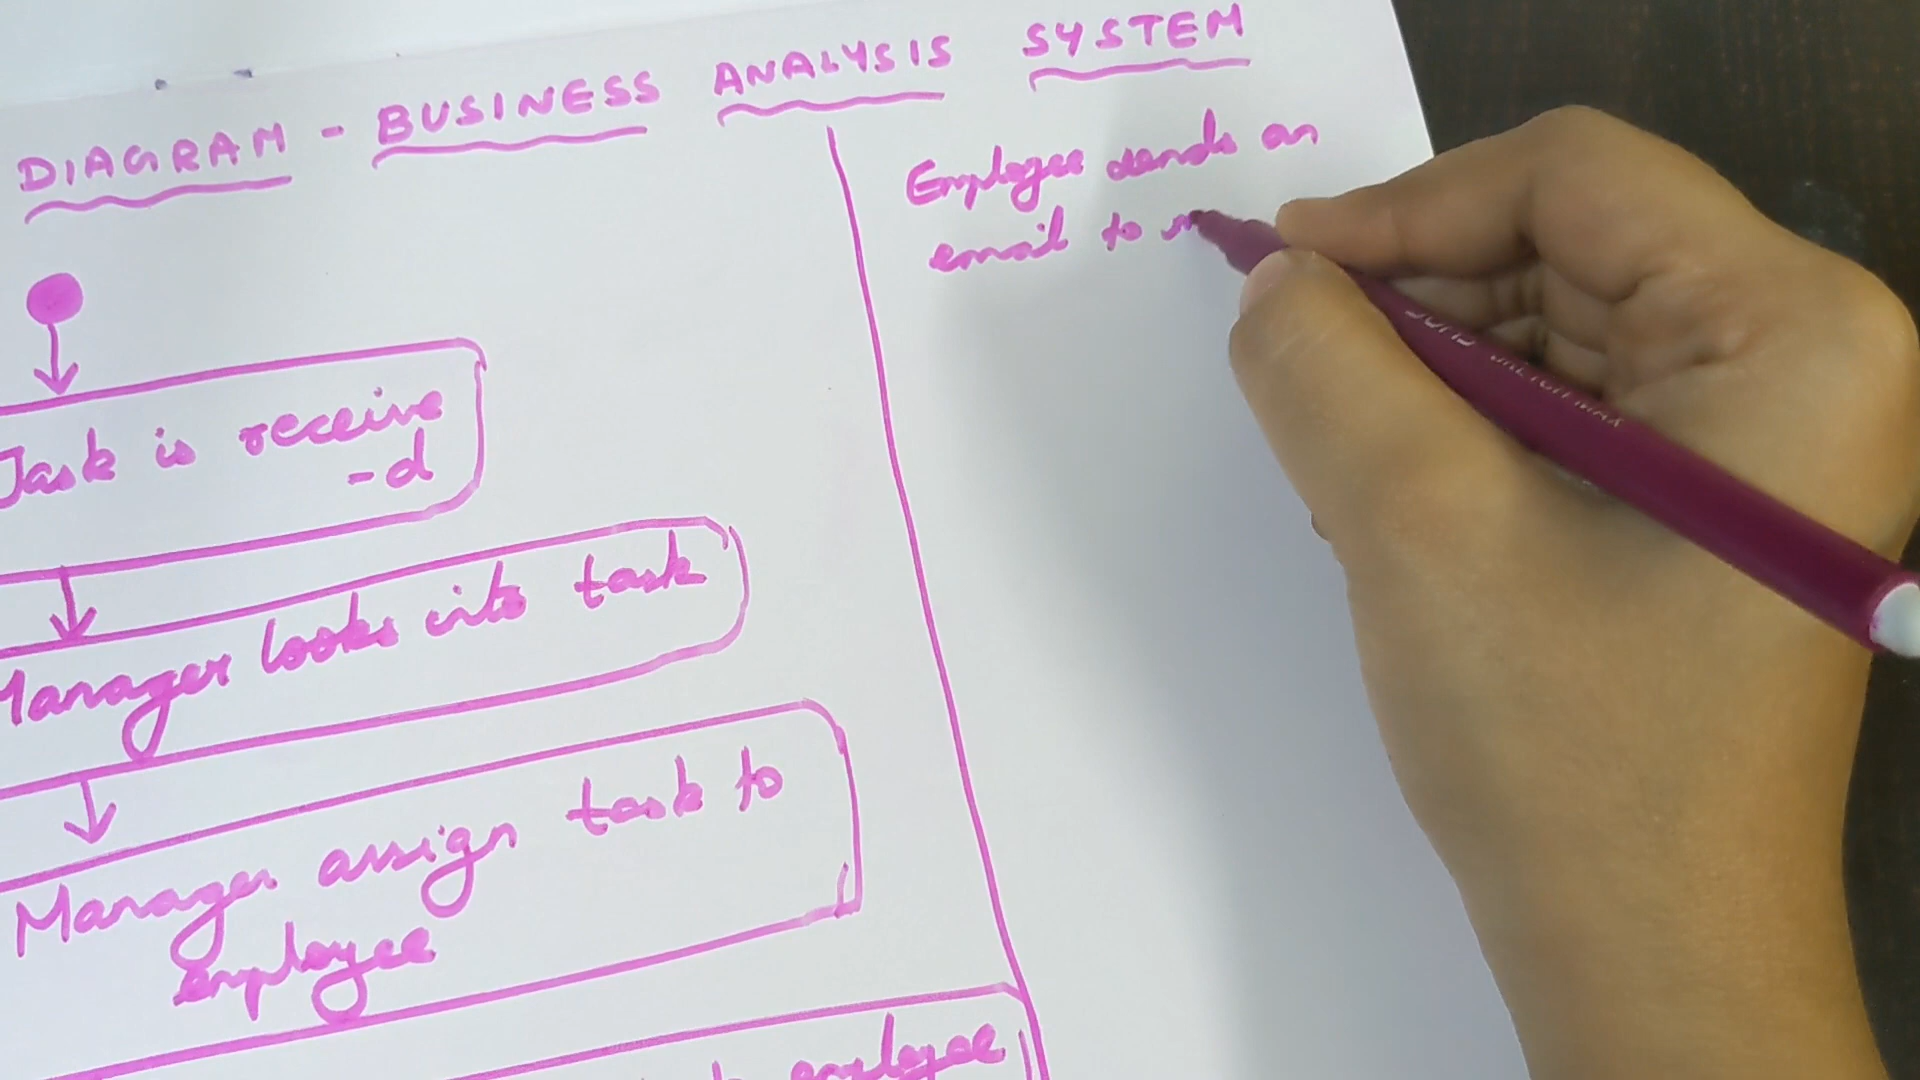 DIAGRAM - BUSINESS ANALYSIS SYSTEM
Task is receive
-d
Manager looks into task
Manager assign task to
employee
employee
Employee sends an
email to